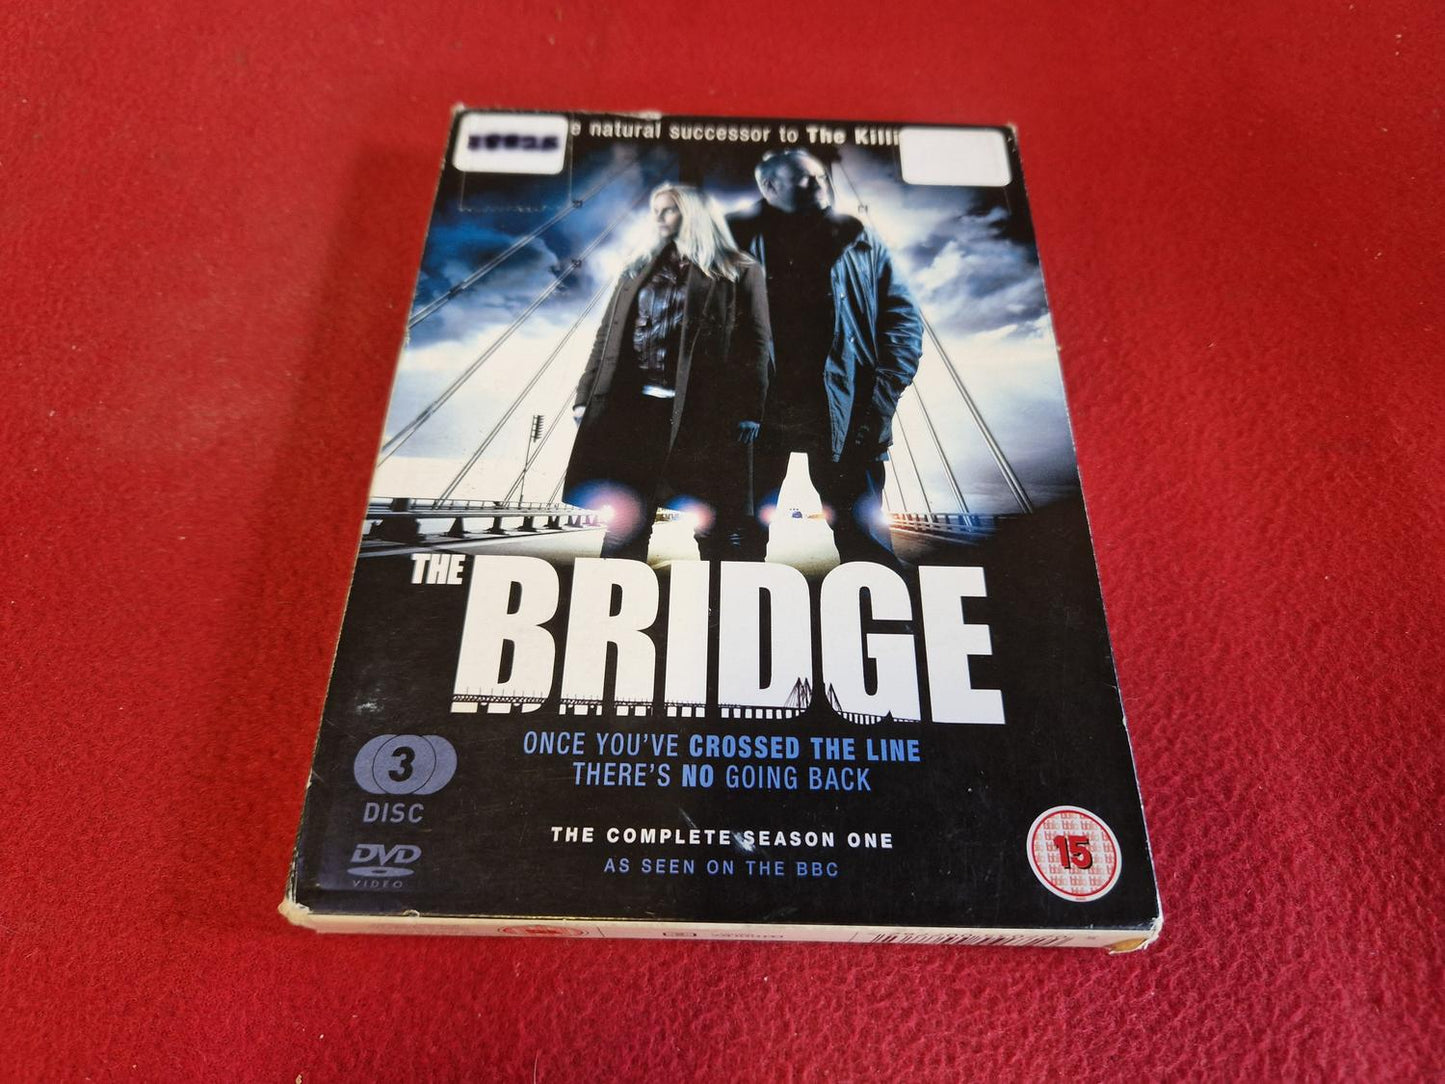 natural successor to The Killi
THE BRIDGE
ONCE YOU'VE CROSSED THE LINE
THERE'S NO GOING BACK
3
DISC
DVD
VIDEO
THE COMPLETE SEASON ONE
AS SEEN ON THE BBC
15